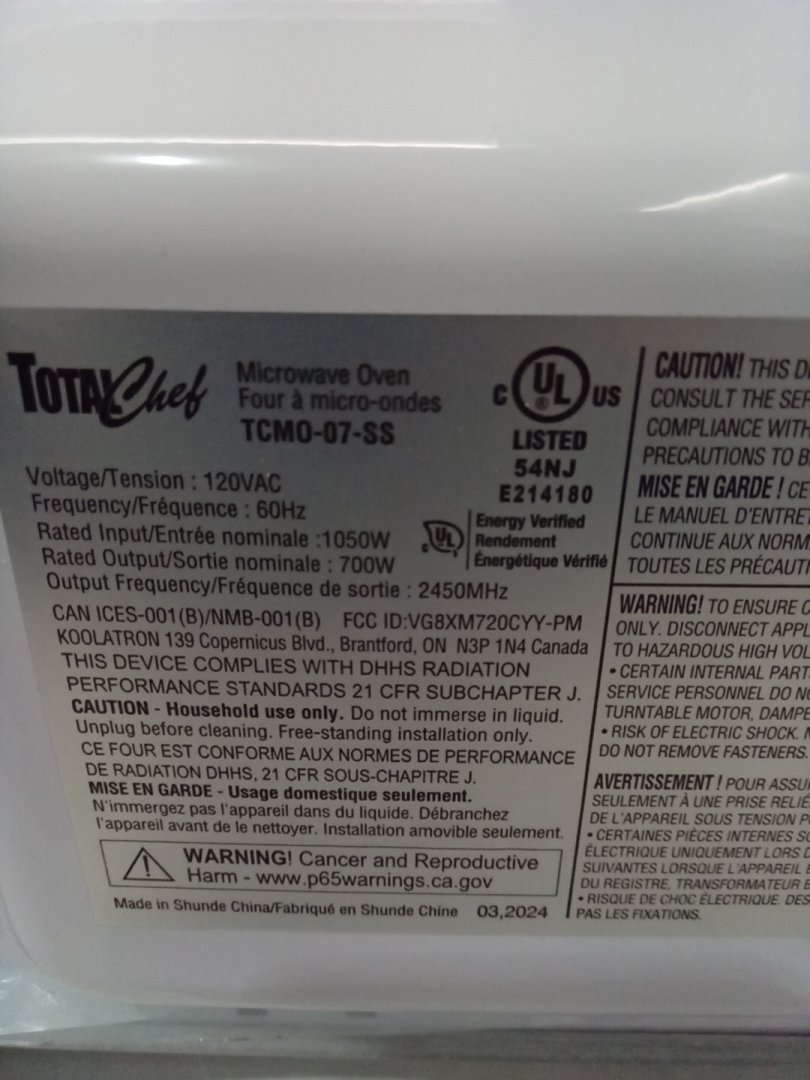 TOTAL Chef
Microwave Oven
Four à micro-ondes
TCMO-07-SS
Voltage/Tension : 120VAC
Frequency/Fréquence : 60Hz
Rated Input/Entrée nominale :1050W
Rated Output/Sortie nominale : 700W
Output Frequency/Fréquence de sortie : 2450MHz
C UL ® US
LISTED
54NJ
E214180
C UL
Energy Verified
Rendement
Énergétique Vérifié
CAN ICES-001(B)/NMB-001(B) FCC ID:VG8XM720CYY-PM
KOOLATRON 139 Copernicus Blvd., Brantford, ON N3P 1N4 Canada
THIS DEVICE COMPLIES WITH DHHS RADIATION
PERFORMANCE STANDARDS 21 CFR SUBCHAPTER J.
CAUTION - Household use only. Do not immerse in liquid.
Unplug before cleaning. Free-standing installation only.
CE FOUR EST CONFORME AUX NORMES DE PERFORMANCE
DE RADIATION DHHS, 21 CFR SOUS-CHAPITRE J.
MISE EN GARDE - Usage domestique seulement.
N'immergez pas l'appareil dans du liquide. Débranchez
l'appareil avant de le nettoyer. Installation amovible seulement.
WARNING! Cancer and Reproductive
Harm - www.p65warnings.ca.gov
Made in Shunde China/Fabriqué en Shunde Chine 03,2024
CAUTION! THIS
CONSULT THE
COMPLIANCE
PRECAUTIONS TO
MISE EN GARDE ! CE
LE MANUEL
CONTINUE AUX
TOUTES LES
WARNING! TO ENSURE
ONLY. DISCONNECT
TO HAZARDOUS HIGH
• CERTAIN INTERNAL
SERVICE PERSONNEL DO
TURNTABLE MOTOR,
• RISK OF ELECTRIC SHOCK.
DO NOT REMOVE FASTENERS.
AVERTISSEMENT ! POUR
SEULEMENT À UNE PRISE
DE L'APPAREIL SOUS TENSION
• CERTAINES PIÈCES INTERNES
ÉLECTRIQUE UNIQUEMENT LORS
SUIVANTES LORSQUE L'APPAREIL
DU REGISTRE, TRANSFORMATEUR
• RISQUE DE CHOC ÉLECTRIQUE.
PAS LES FIXATIONS.